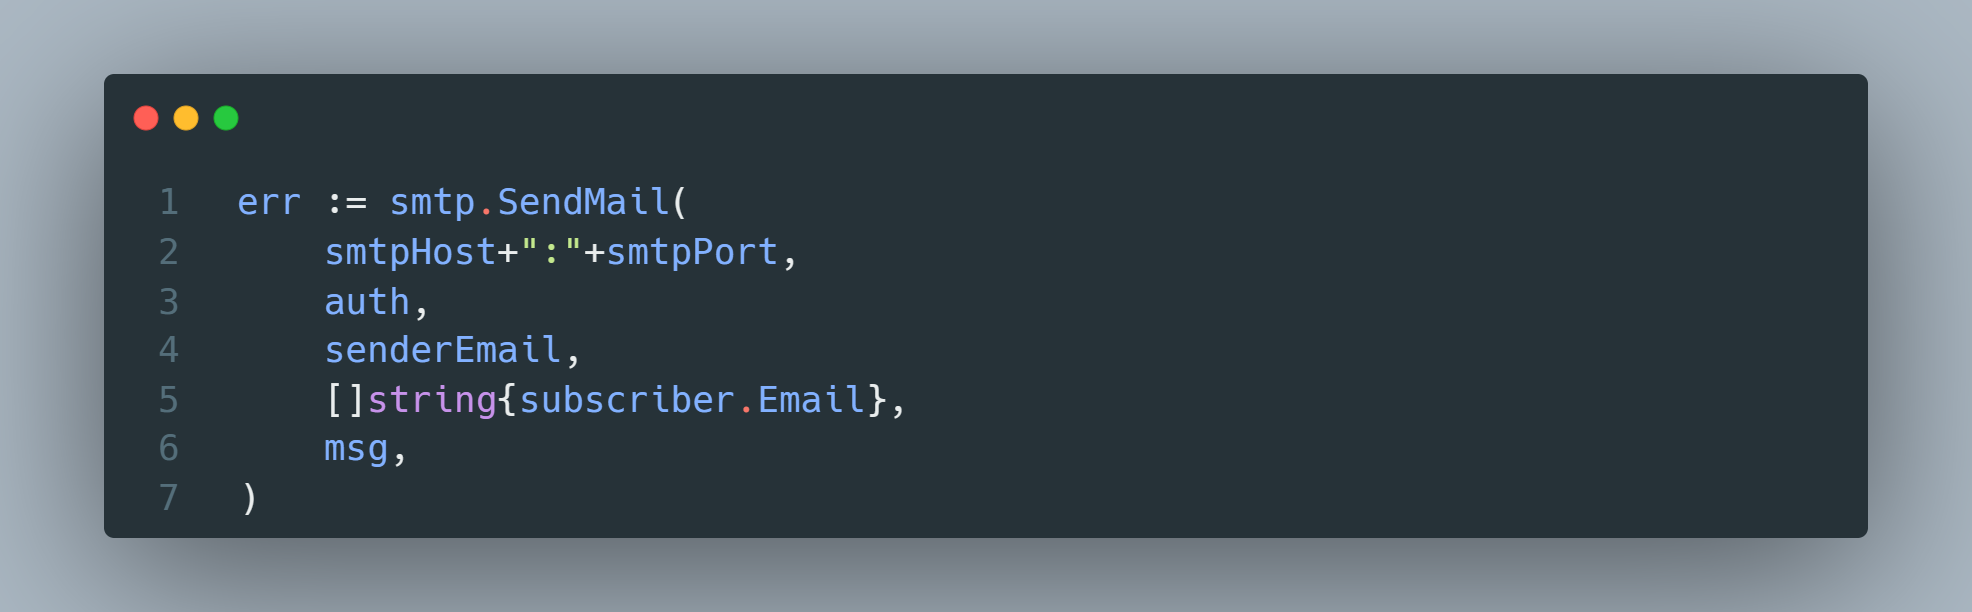 1 err := smtp.SendMail(
2     smtpHost+":"+smtpPort,
3     auth,
4     senderEmail,
5     []string{subscriber.Email},
6     msg,
7 )